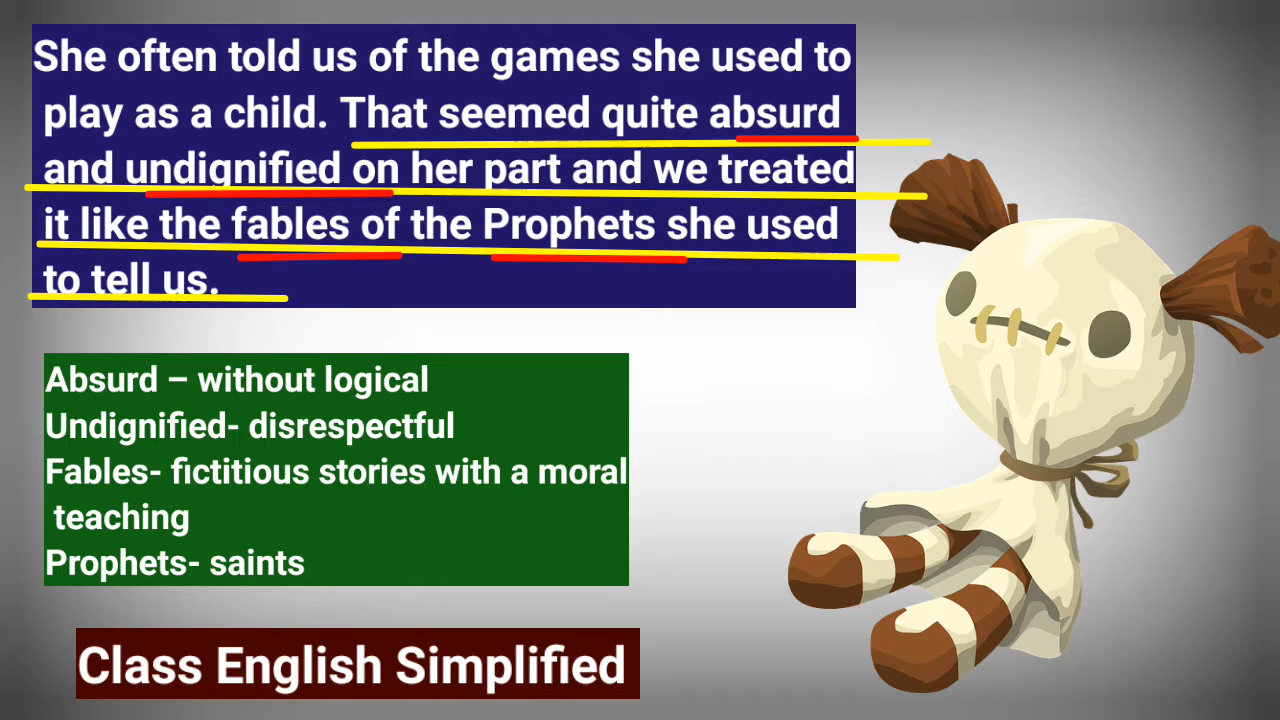 She often told us of the games she used to
play as a child. That seemed quite absurd
and undignified on her part and we treated
it like the fables of the Prophets she used
to tell us.
Absurd – without logical
Undignified- disrespectful
Fables- fictitious stories with a moral
teaching
Prophets- saints
Class English Simplified